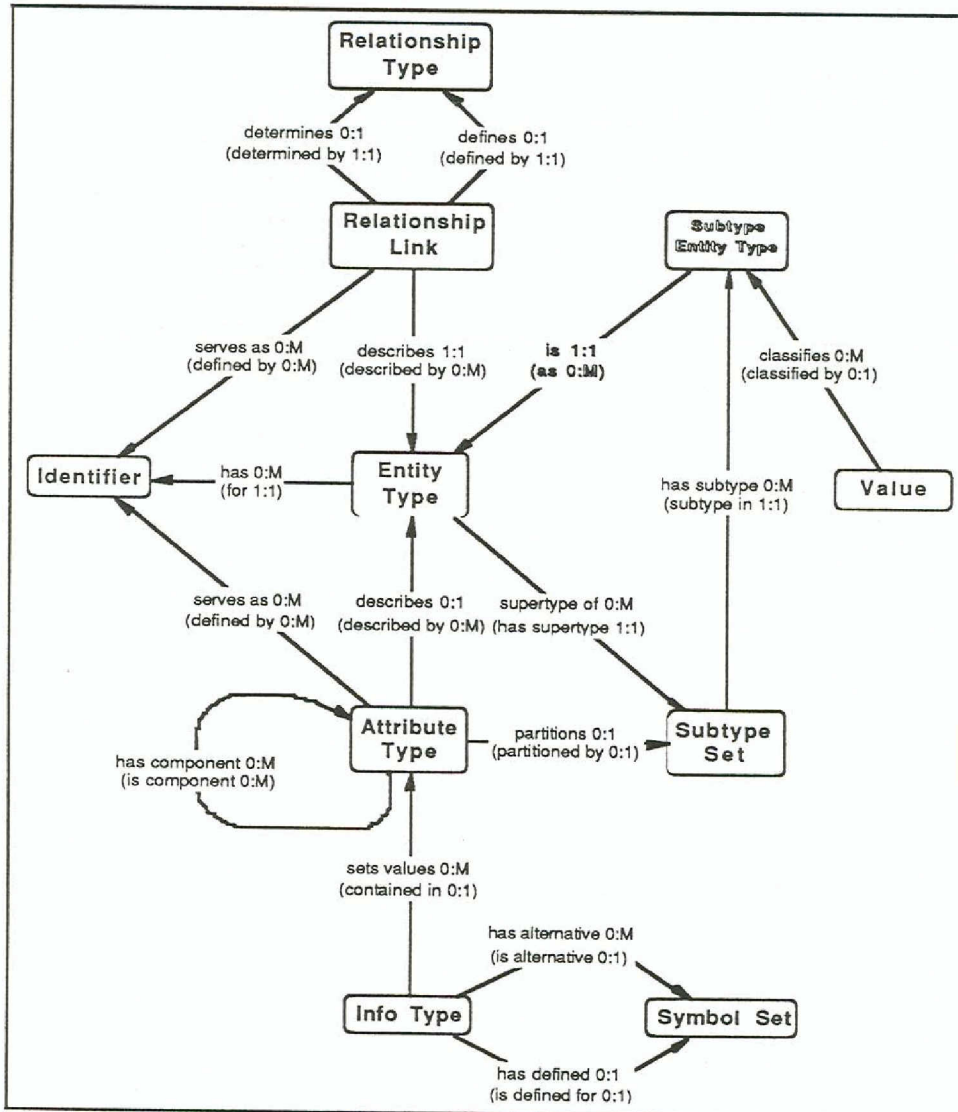 Relationship
Type
determines 0:1
(determined by 1:1)
defines 0:1
(defined by 1:1)
Relationship
Link
Subtype
Entity Type
serves as 0:M
(defined by 0:M)
describes 1:1
(described by 0:M)
is 1:1
(as 0:M)
classifies 0:M
(classified by 0:1)
Identifier
has 0:M
(for 1:1)
Entity
Type
has subtype 0:M
(subtype in 1:1)
Value
serves as 0:M
(defined by 0:M)
describes 0:1
(described by 0:M)
supertype of 0:M
(has supertype 1:1)
Attribute
Type
partitions 0:1
(partitioned by 0:1)
Subtype
Set
has component 0:M
(is component 0:M)
sets values 0:M
(contained in 0:1)
has alternative 0:M
(is alternative 0:1)
Info Type
Symbol Set
has defined 0:1
(is defined for 0:1)